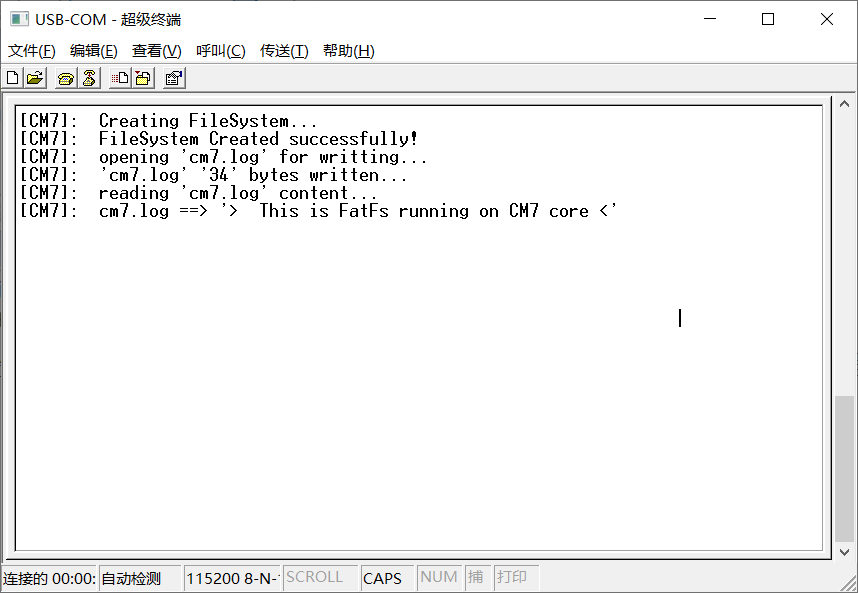 USB-COM - 超级终端
文件(F) 编辑(E) 查看(V) 呼叫(C) 传送(T) 帮助(H)
[CM7]:  Creating FileSystem...
[CM7]:  FileSystem Created successfully!
[CM7]:  opening 'cm7.log' for writting...
[CM7]:  'cm7.log' '34' bytes written...
[CM7]:  reading 'cm7.log' content...
[CM7]:  cm7.log ==> '>  This is FatFs running on CM7 core <'
连接的 00:00: 自动检测 115200 8-N- SCROLL CAPS NUM 捕 打印